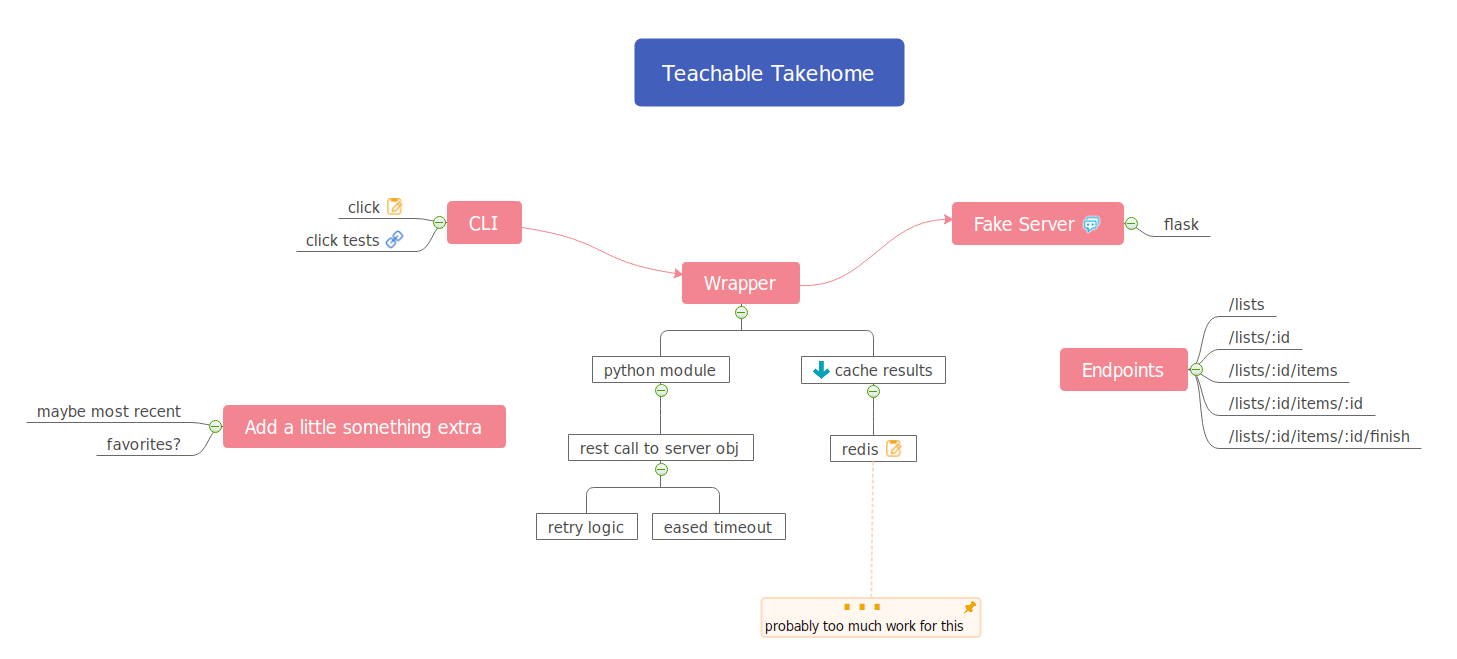 Teachable Takehome
click
click tests
CLI
Wrapper
Fake Server
flask
python module
cache results
rest call to server obj
redis
retry logic
eased timeout
probably too much work for this
Endpoints
/lists
/lists/:id
/lists/:id/items
/lists/:id/items/:id
/lists/:id/items/:id/finish
maybe most recent
favorites?
Add a little something extra